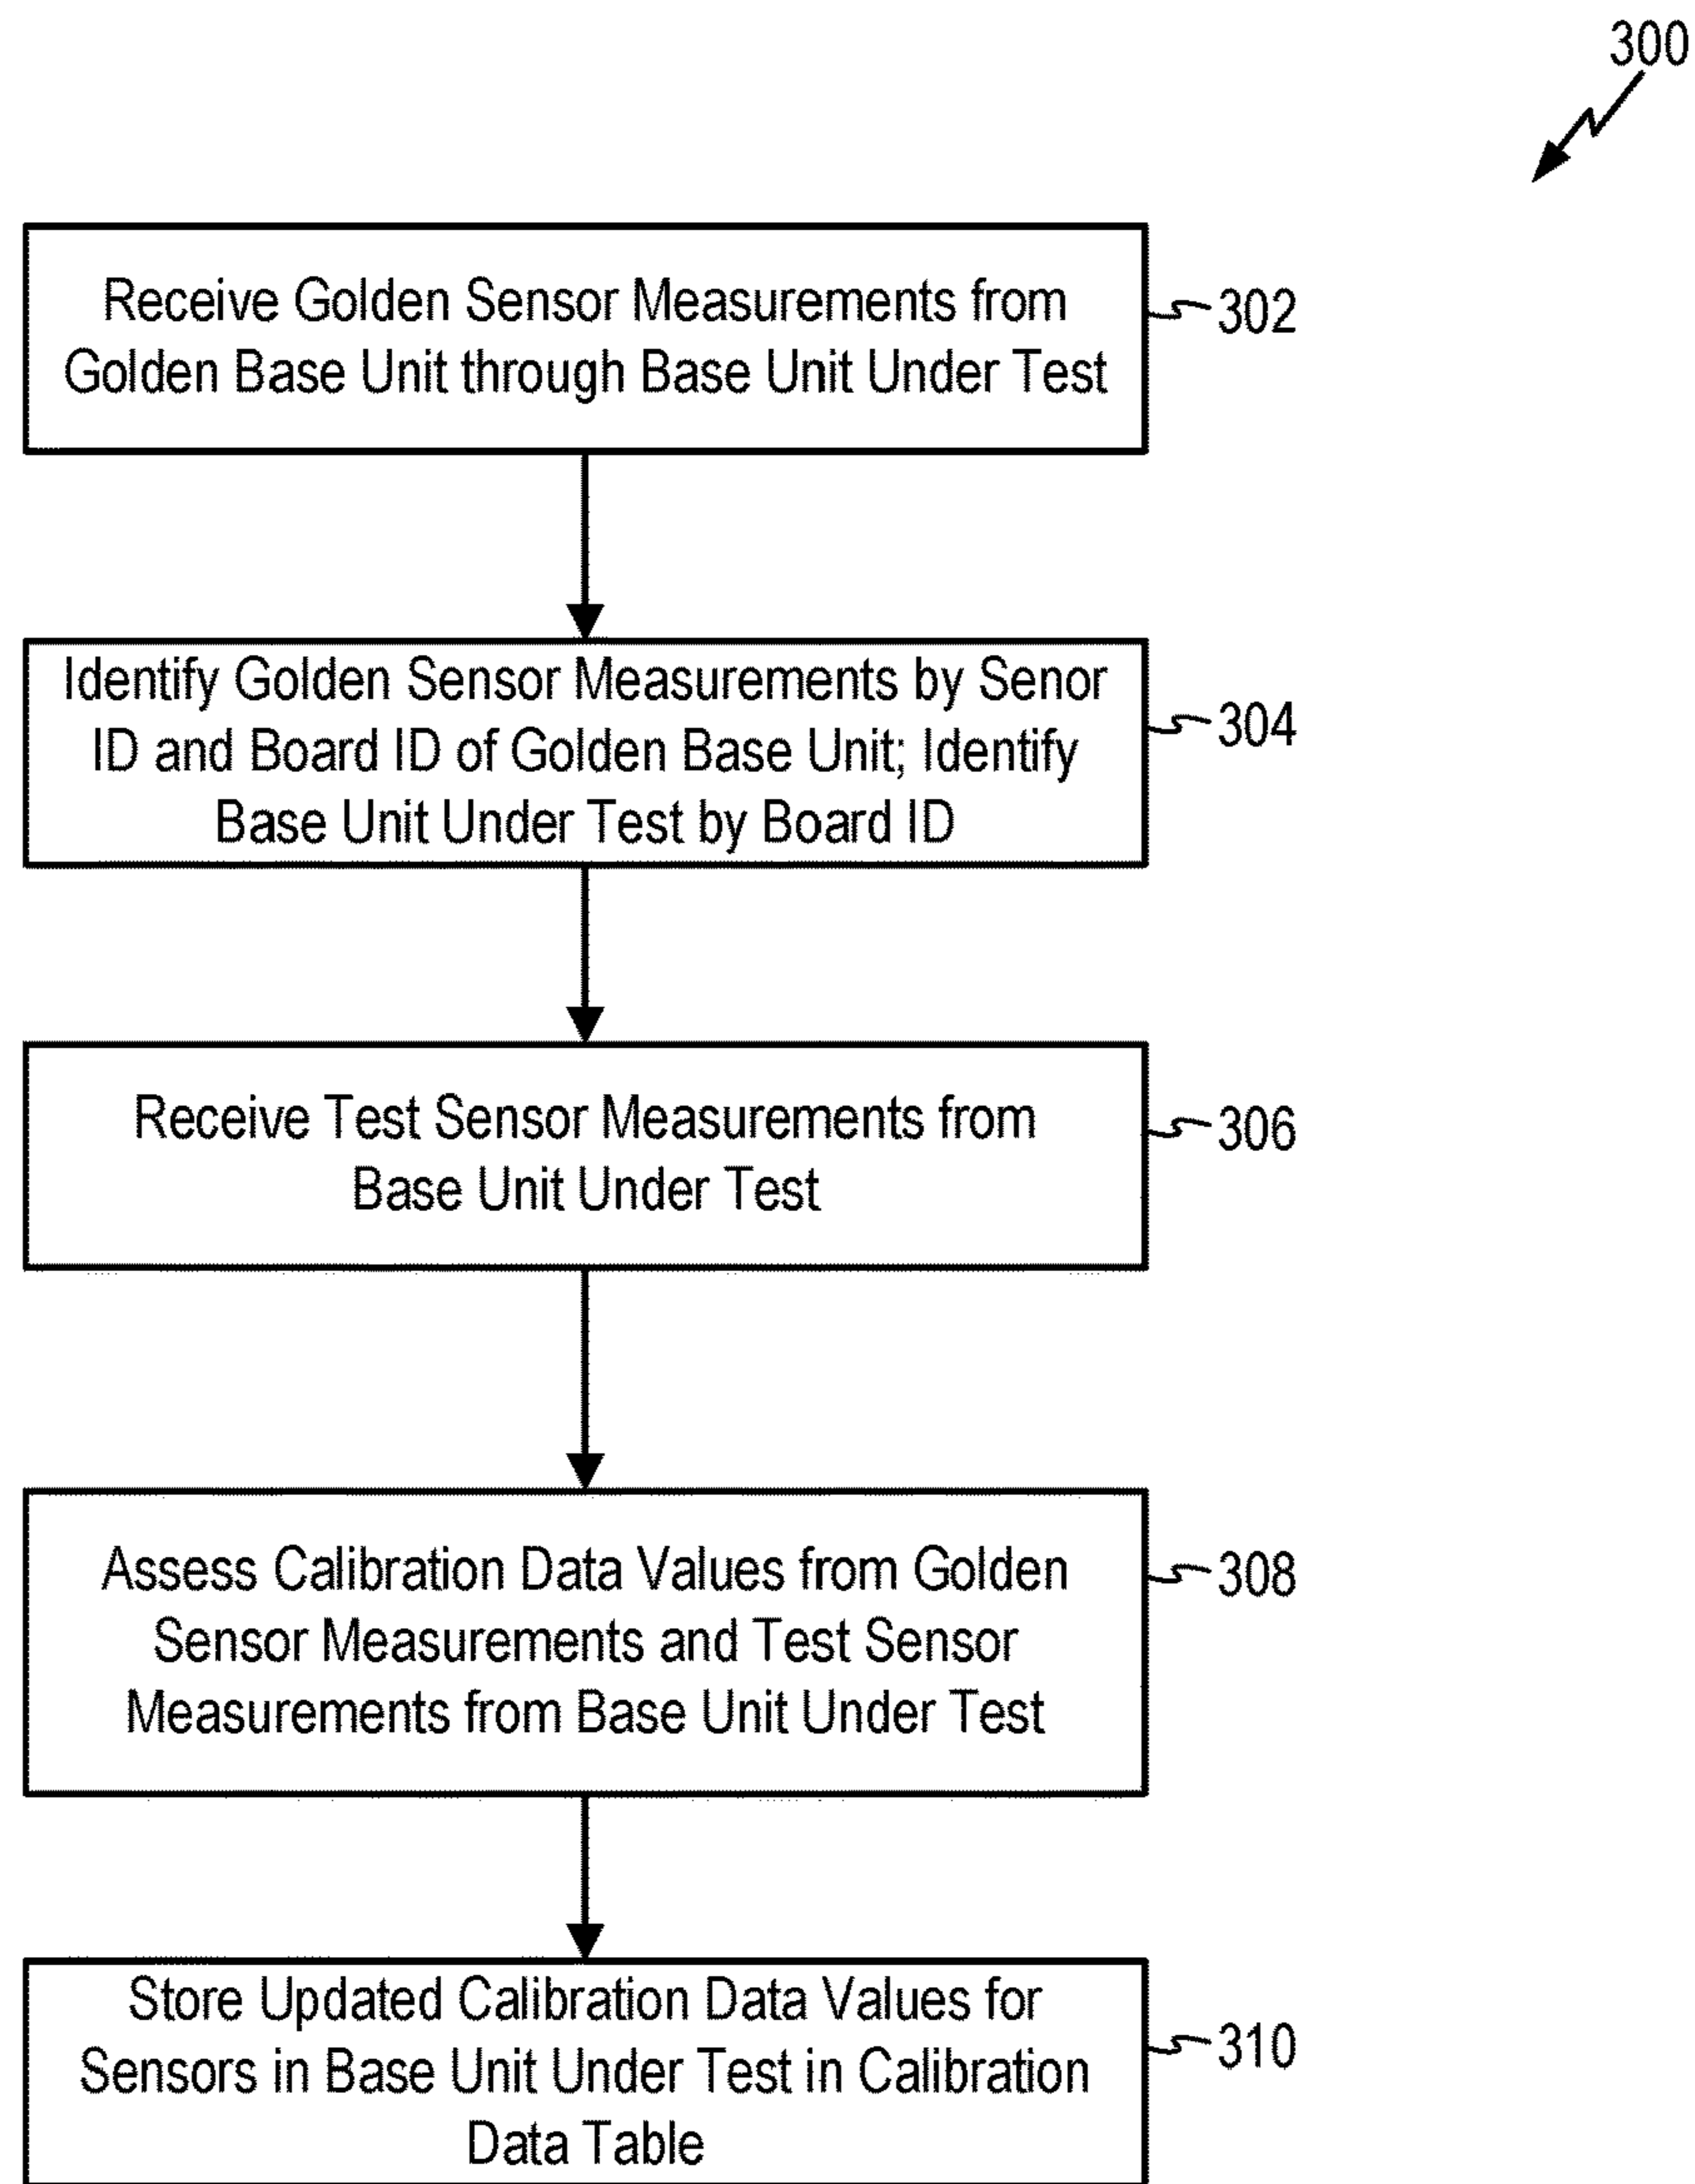 300
Receive Golden Sensor Measurements from
Golden Base Unit through Base Unit Under Test
302
Identify Golden Sensor Measurements by Senor
ID and Board ID of Golden Base Unit; Identify
Base Unit Under Test by Board ID
304
Receive Test Sensor Measurements from
Base Unit Under Test
306
Assess Calibration Data Values from Golden
Sensor Measurements and Test Sensor
Measurements from Base Unit Under Test
308
Store Updated Calibration Data Values for
Sensors in Base Unit Under Test in Calibration
Data Table
310